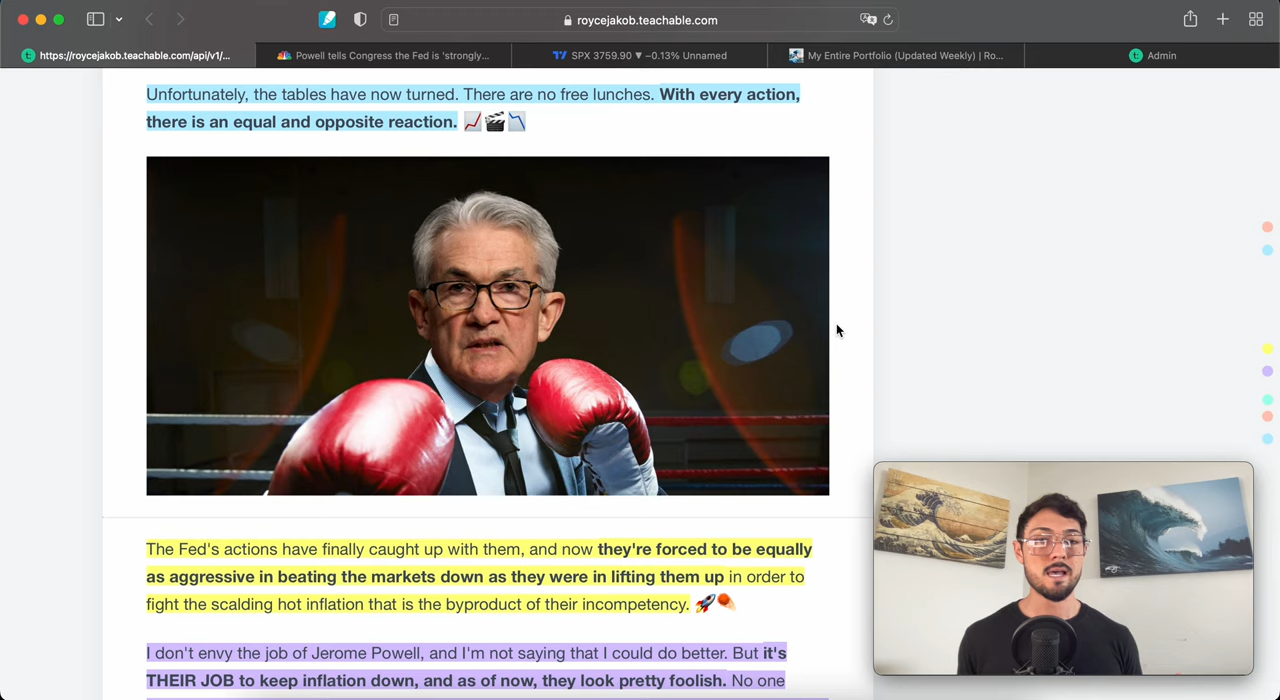 roycejakob.teachable.com
https://roycejakob.teachable.com/api/v1/...
Powell tells Congress the Fed is 'strongly...
SPX 3759.90 ▼ −0.13% Unnamed
My Entire Portfolio (Updated Weekly) | Ro...
Admin
Unfortunately, the tables have now turned. There are no free lunches. With every action,
there is an equal and opposite reaction. 📈🎬📉
The Fed's actions have finally caught up with them, and now they're forced to be equally
as aggressive in beating the markets down as they were in lifting them up in order to
fight the scalding hot inflation that is the byproduct of their incompetency. 🚀☄️
I don't envy the job of Jerome Powell, and I'm not saying that I could do better. But it's
THEIR JOB to keep inflation down, and as of now, they look pretty foolish. No one